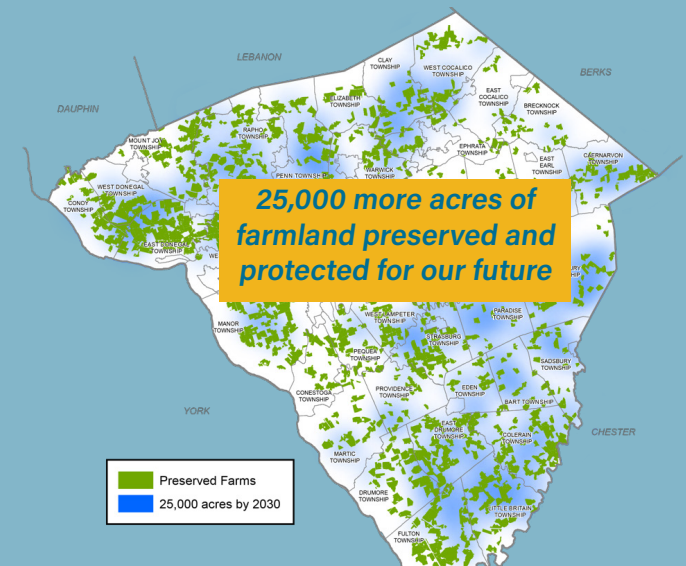 LEBANON
BERKS
DAUPHIN
CLAY
TOWNSHIP
WEST COCALICO
TOWNSHIP
EAST
COCALICO
TOWNSHIP
BRECKNOCK
TOWNSHIP
ELIZABETH
TOWNSHIP
RAPHO
TOWNSHIP
MOUNT JOY
TOWNSHIP
EPHRATA
TOWNSHIP
EAST
EARL
TOWNSHIP
CAERNARVON
TOWNSHIP
PENN TOWNSHIP
WARWICK
TOWNSHIP
WEST DONEGAL
TOWNSHIP
CONOY
TOWNSHIP
EAST DONEGAL
TOWNSHIP
25,000 more acres of
farmland preserved and
protected for our future
MANOR
TOWNSHIP
WEST LAMPETER
TOWNSHIP
PARADISE
TOWNSHIP
STRASBURG
TOWNSHIP
PEQUEA
TOWNSHIP
SADSBURY
TOWNSHIP
CONESTOGA
TOWNSHIP
PROVIDENCE
TOWNSHIP
EDEN
TOWNSHIP
BART TOWNSHIP
YORK
CHESTER
EAST
DRUMORE
TOWNSHIP
COLERAIN
TOWNSHIP
MARTIC
TOWNSHIP
DRUMORE
TOWNSHIP
LITTLE BRITAIN
TOWNSHIP
FULTON
TOWNSHIP
Preserved Farms
25,000 acres by 2030